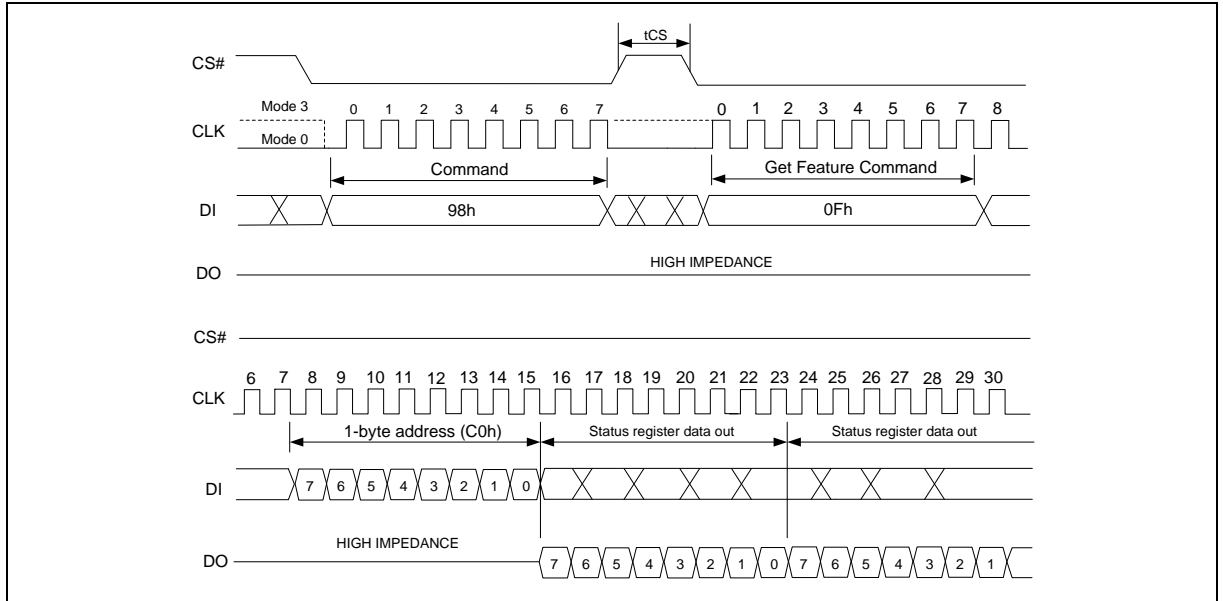 tCS
CS#
Mode 3
0 1 2 3 4 5 6 7 0 1 2 3 4 5 6 7 8
CLK
Mode 0
Command Get Feature Command
DI 98h 0Fh
HIGH IMPEDANCE
DO
CS#
6 7 8 9 10 11 12 13 14 15 16 17 18 19 20 21 22 23 24 25 26 27 28 29 30
CLK
1-byte address (C0h) Status register data out Status register data out
DI 7 6 5 4 3 2 1 0
HIGH IMPEDANCE
DO 7 6 5 4 3 2 1 0 7 6 5 4 3 2 1